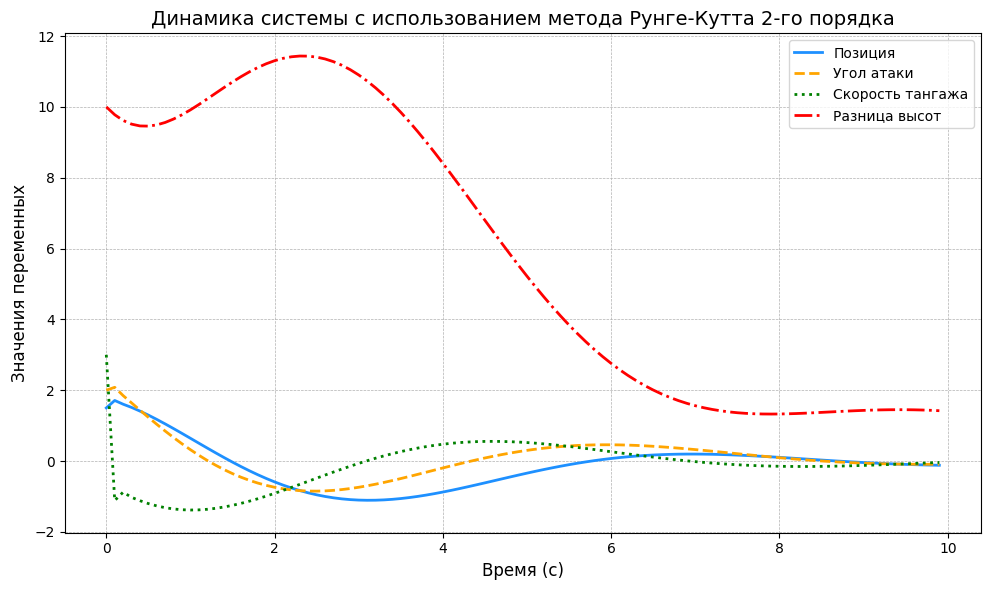 Динамика системы с использованием метода Рунге-Кутта 2-го порядка
Значения переменных
12
10
8
6
4
2
0
−2
Позиция
Угол атаки
Скорость тангажа
Разница высот
0
2
4
6
8
10
Время (с)